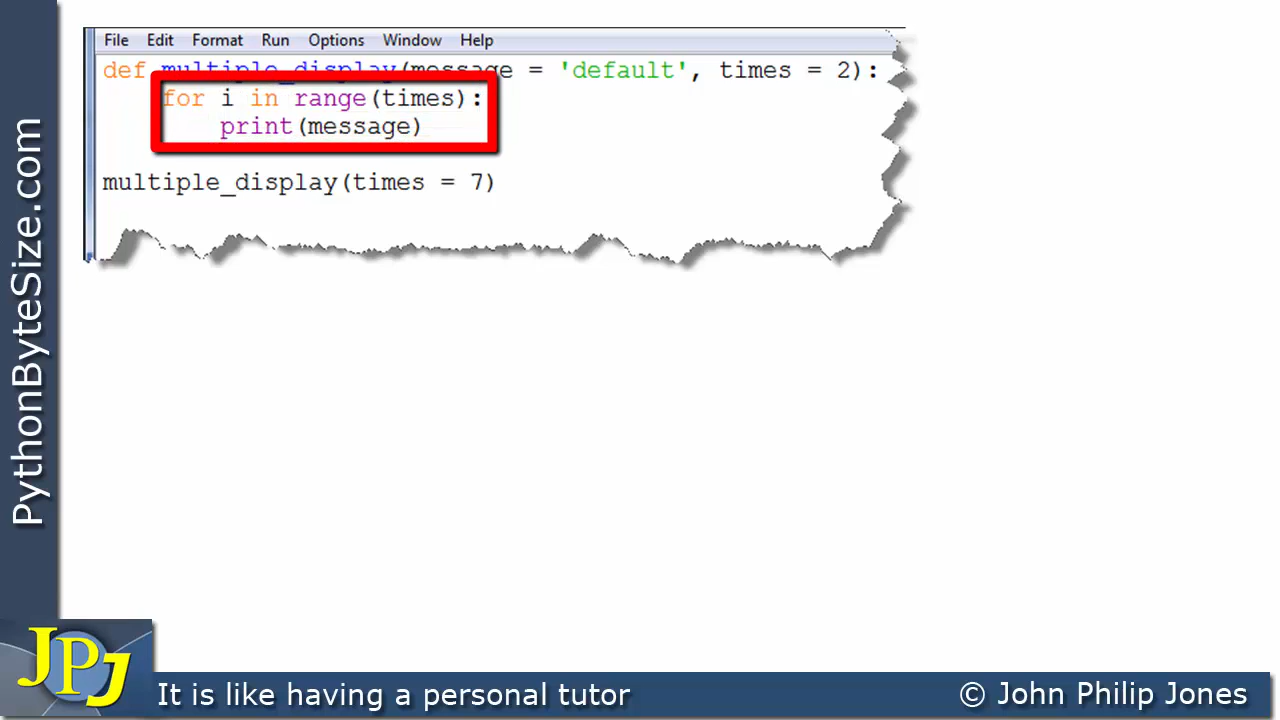 File Edit Format Run Options Window Help
def multiple_display(message = 'default', times = 2):
for i in range(times):
print(message)
multiple_display(times = 7)
PythonByteSize.com
JPJ
It is like having a personal tutor
© John Philip Jones